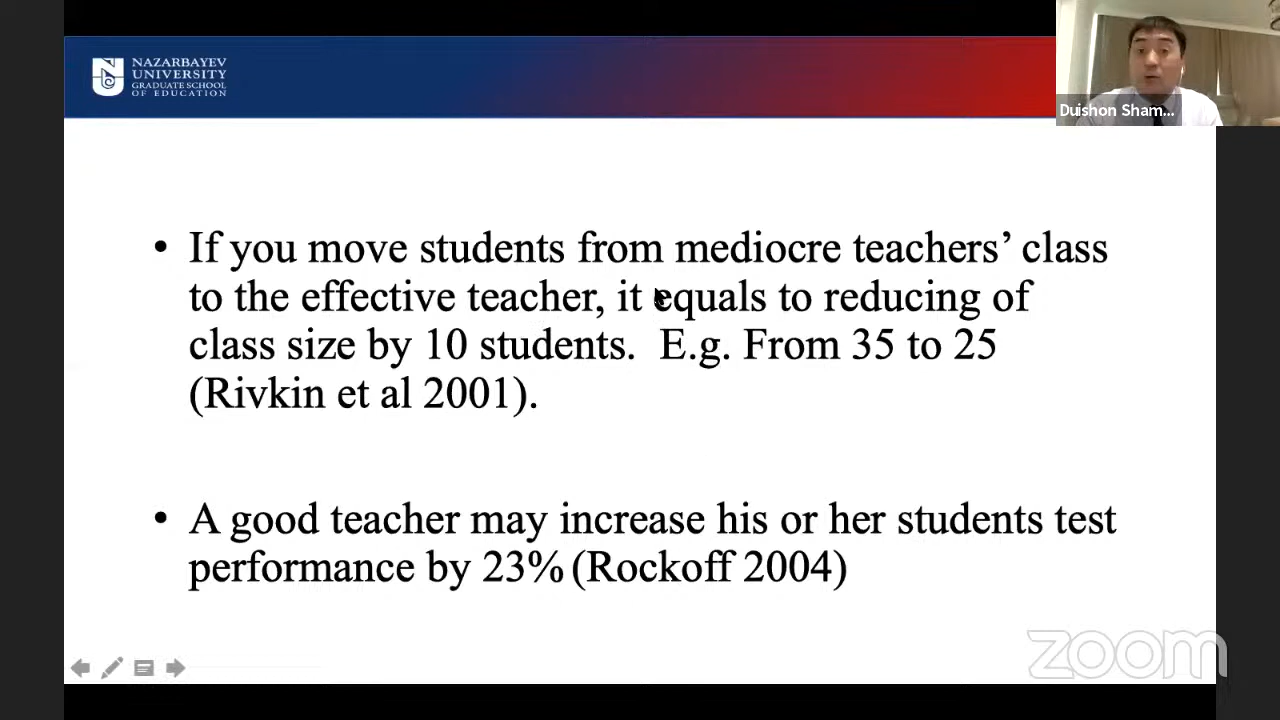 NAZARBAYEV
UNIVERSITY
GRADUATE SCHOOL
OF EDUCATION
Duishon Sham...
• If you move students from mediocre teachers’ class
to the effective teacher, it equals to reducing of
class size by 10 students.  E.g. From 35 to 25
(Rivkin et al 2001).
• A good teacher may increase his or her students test
performance by 23% (Rockoff 2004)
zoom